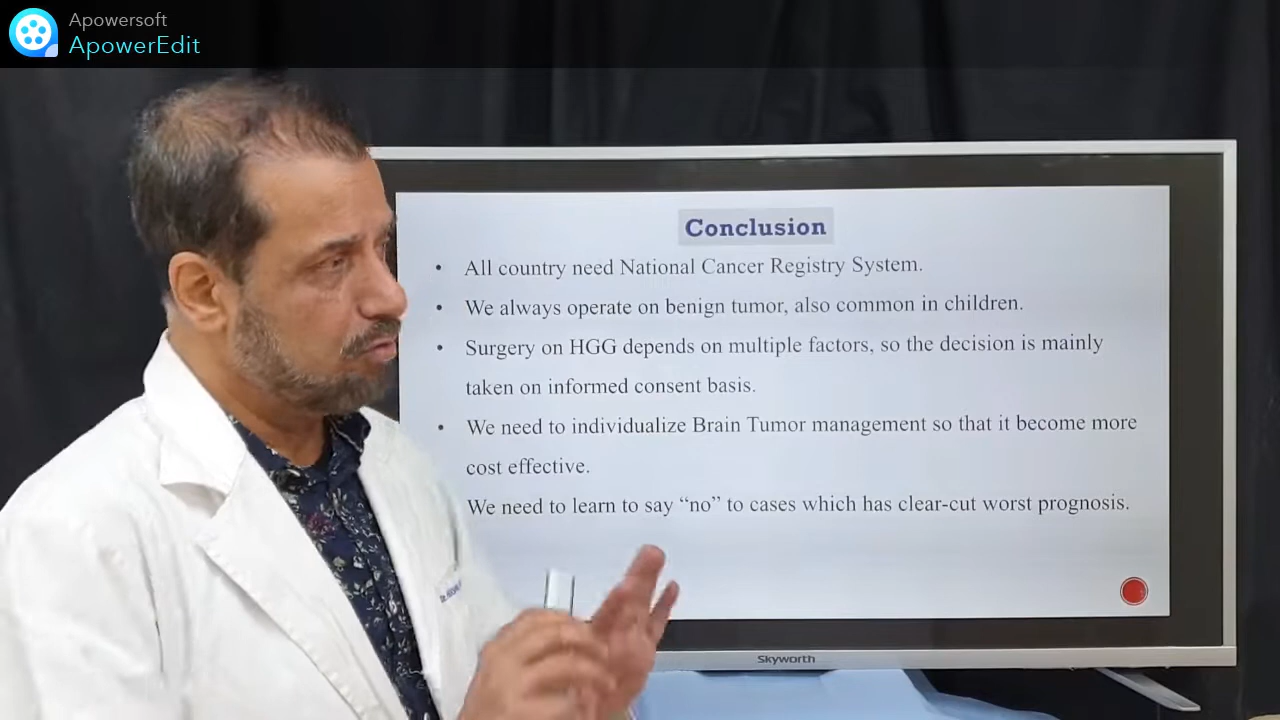 Apowersoft
ApowerEdit
Conclusion
• All country need National Cancer Registry System.
• We always operate on benign tumor, also common in children.
• Surgery on HGG depends on multiple factors, so the decision is mainly
taken on informed consent basis.
• We need to individualize Brain Tumor management so that it become more
cost effective.
We need to learn to say “no” to cases which has clear-cut worst prognosis.
Skyworth